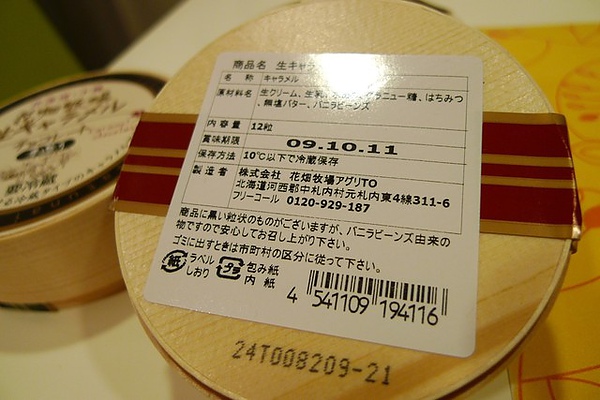 商品名 生キャラ
名称 キャラメル
原材料名 生クリーム、生乳、グラニュー糖、はちみつ、
無塩バター、バニラビーンズ
内容量 12粒
賞味期限 09.10.11
保存方法 10℃以下で冷蔵保存
製造者 株式会社 花畑牧場アグリTO
北海道河西郡中札内村元札内東4線311-6
フリーコール 0120-929-187
商品に黒い粒状のものがございますが、バニラビーンズ由来の
物ですので安心してお召し上がり下さい。
ゴミに出すときは市町村の区分に従って下さい。
紙 ラベル
しおり
プラ 包み紙
内紙
4 541109 194116
24T008209-21
生キャラメル
要冷蔵